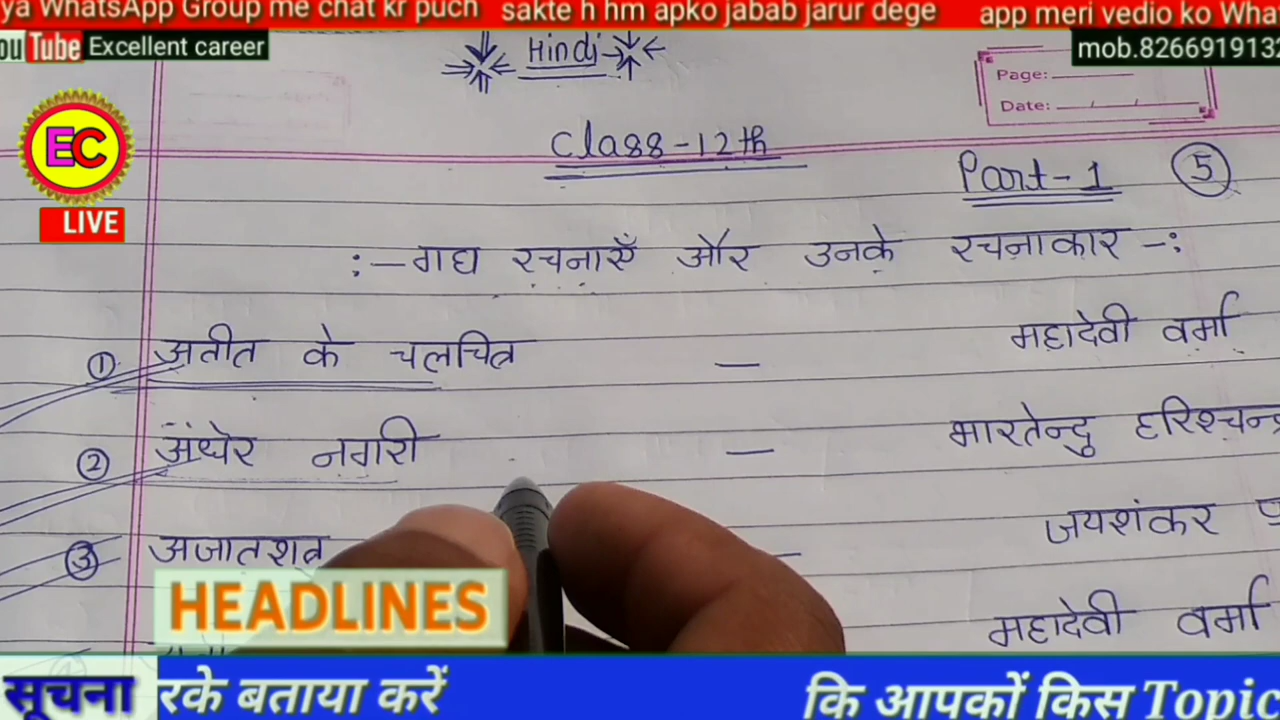 ya WhatsApp Group me chat kr puch sakte h hm apko jabab jarur dege app meri vedio ko Wha
ou Tube Excellent career
mob.8266919132
Hindi
Page:
Date:
Class-12th
EC
LIVE
Part-1 5
:- गद्य रचनाएँ और उनके रचनाकार -:
1 अतीत के चलचित्र - महादेवी वर्मा
2 अंधेर नगरी - भारतेन्दु हरिश्चन्द्र
3 अजातशत्रु - जयशंकर
महादेवी वर्मा
HEADLINES
सूचना रके बताया करें कि आपकों किस Topic